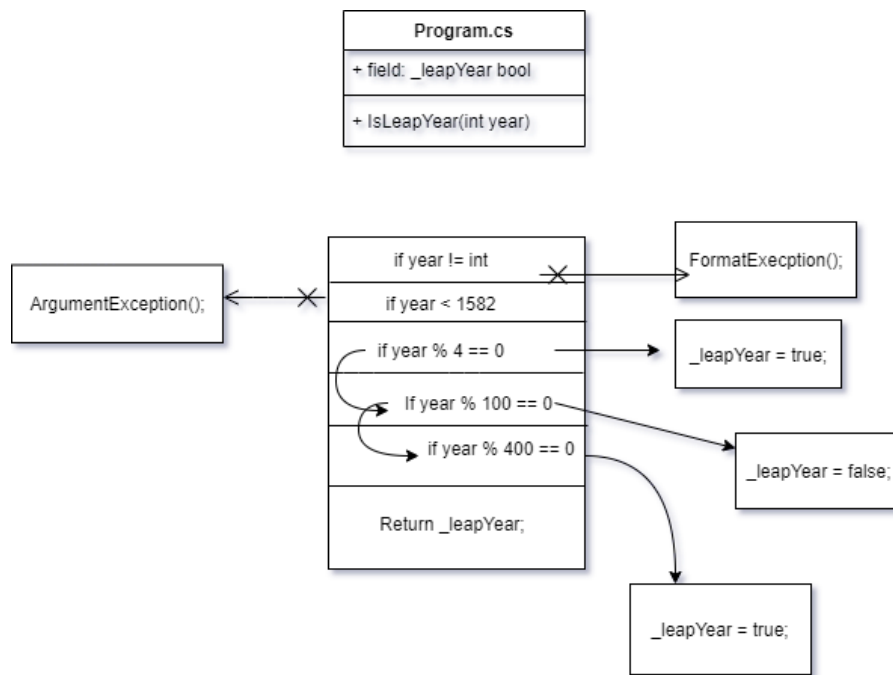 Program.cs
+ field: _leapYear bool
+ IsLeapYear(int year)
if year != int
FormatExecption();
ArgumentException();
if year < 1582
if year % 4 == 0
_leapYear = true;
If year % 100 == 0
if year % 400 == 0
_leapYear = false;
Return _leapYear;
_leapYear = true;